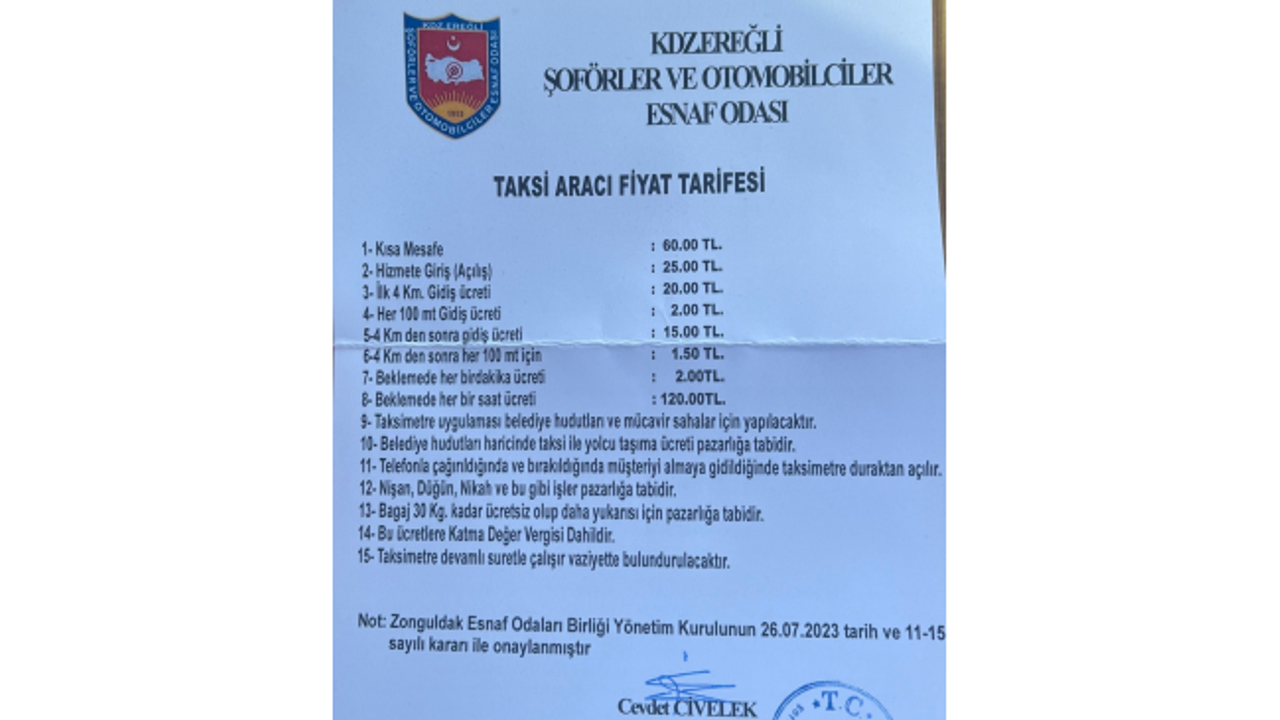 KDZ EREĞLİ
ŞOFÖRLER VE OTOMOBİLCİLER ESNAF ODASI
KDZEREĞLİ
ŞOFÖRLER VE OTOMOBİLCİLER
ESNAF ODASI
TAKSİ ARACI FİYAT TARİFESİ
1- Kısa Mesafe : 60.00 TL.
2- Hizmete Giriş (Açılış) : 25.00 TL.
3- İlk 4 Km. Gidiş ücreti : 20.00 TL.
4- Her 100 mt Gidiş ücreti : 2.00 TL.
5-4 Km den sonra gidiş ücreti : 15.00 TL.
6-4 Km den sonra her 100 mt için : 1.50 TL.
7- Beklemede her birdakika ücreti : 2.00TL.
8- Beklemede her bir saat ücreti : 120.00TL.
9- Taksimetre uygulaması belediye hudutları ve mücavir sahalar için yapılacaktır.
10- Belediye hudutları haricinde taksi ile yolcu taşıma ücreti pazarlığa tabidir.
11- Telefonla çağırıldığında ve bırakıldığında müşteriyi almaya gidildiğinde taksimetre duraktan açılır.
12- Nişan, Düğün, Nikah ve bu gibi işler pazarlığa tabidir.
13- Bagaj 30 Kg. kadar ücretsiz olup daha yukarısı için pazarlığa tabidir.
14- Bu ücretlere Katma Değer Vergisi Dahildir.
15- Taksimetre devamlı suretle çalışır vaziyette bulundurulacaktır.
Not: Zonguldak Esnaf Odaları Birliği Yönetim Kurulunun 26.07.2023 tarih ve 11-15
sayılı kararı ile onaylanmıştır
Cevdet CİVELEK
T.C.